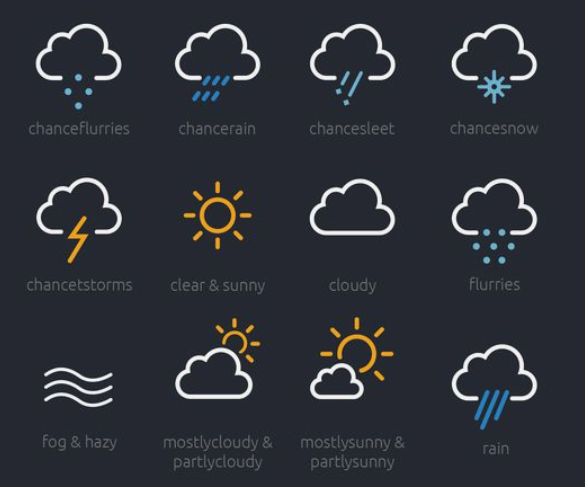 chanceflurries
chancerain
chancesleet
chancesnow
chancetstorms
clear & sunny
cloudy
flurries
fog & hazy
mostlycloudy &
partlycloudy
mostlysunny &
partlysunny
rain